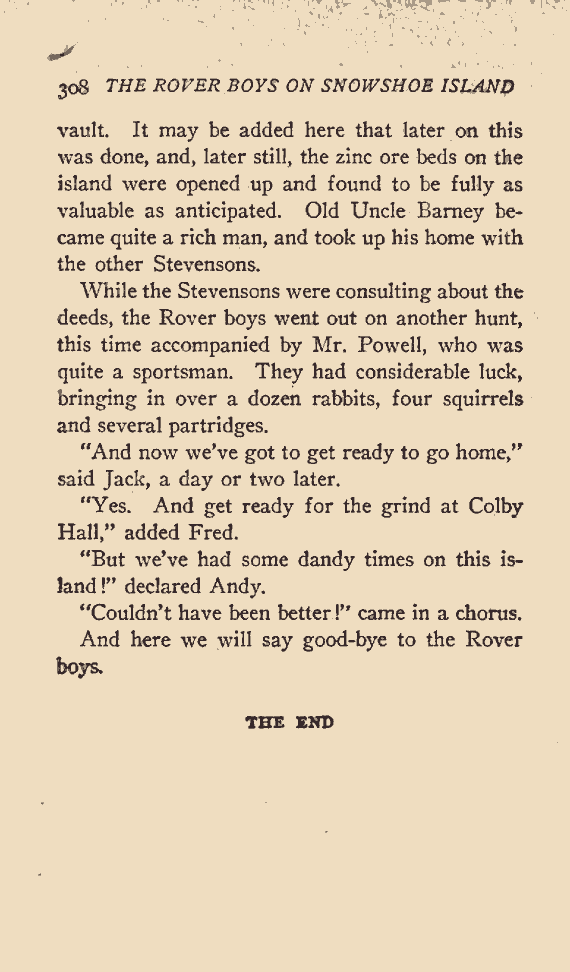 308 THE ROVER BOYS ON SNOWSHOE ISLAND
vault. It may be added here that later on this
was done, and, later still, the zinc ore beds on the
island were opened up and found to be fully as
valuable as anticipated. Old Uncle Barney be-
came quite a rich man, and took up his home with
the other Stevensons.
While the Stevensons were consulting about the
deeds, the Rover boys went out on another hunt,
this time accompanied by Mr. Powell, who was
quite a sportsman. They had considerable luck,
bringing in over a dozen rabbits, four squirrels
and several partridges.
"And now we've got to get ready to go home,"
said Jack, a day or two later.
"Yes. And get ready for the grind at Colby
Hall," added Fred.
"But we've had some dandy times on this is-
land!" declared Andy.
"Couldn't have been better!" came in a chorus.
And here we will say good-bye to the Rover
boys.
THE END